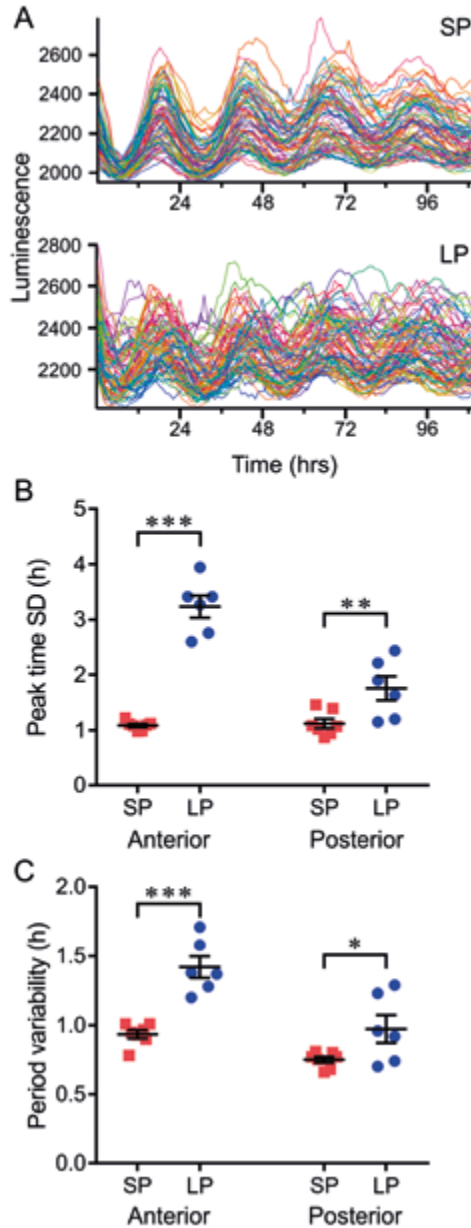 A
SP
2600
2400
2200
2000
24 48 72 96
Luminescence
LP
2800
2600
2400
2200
24 48 72 96
Time (hrs)
B
5
4
3
2
1
0
Peak time SD (h)
***
**
SP LP SP LP
Anterior Posterior
C
2.0
1.5
1.0
0.5
0.0
Period variability (h)
***
*
SP LP SP LP
Anterior Posterior